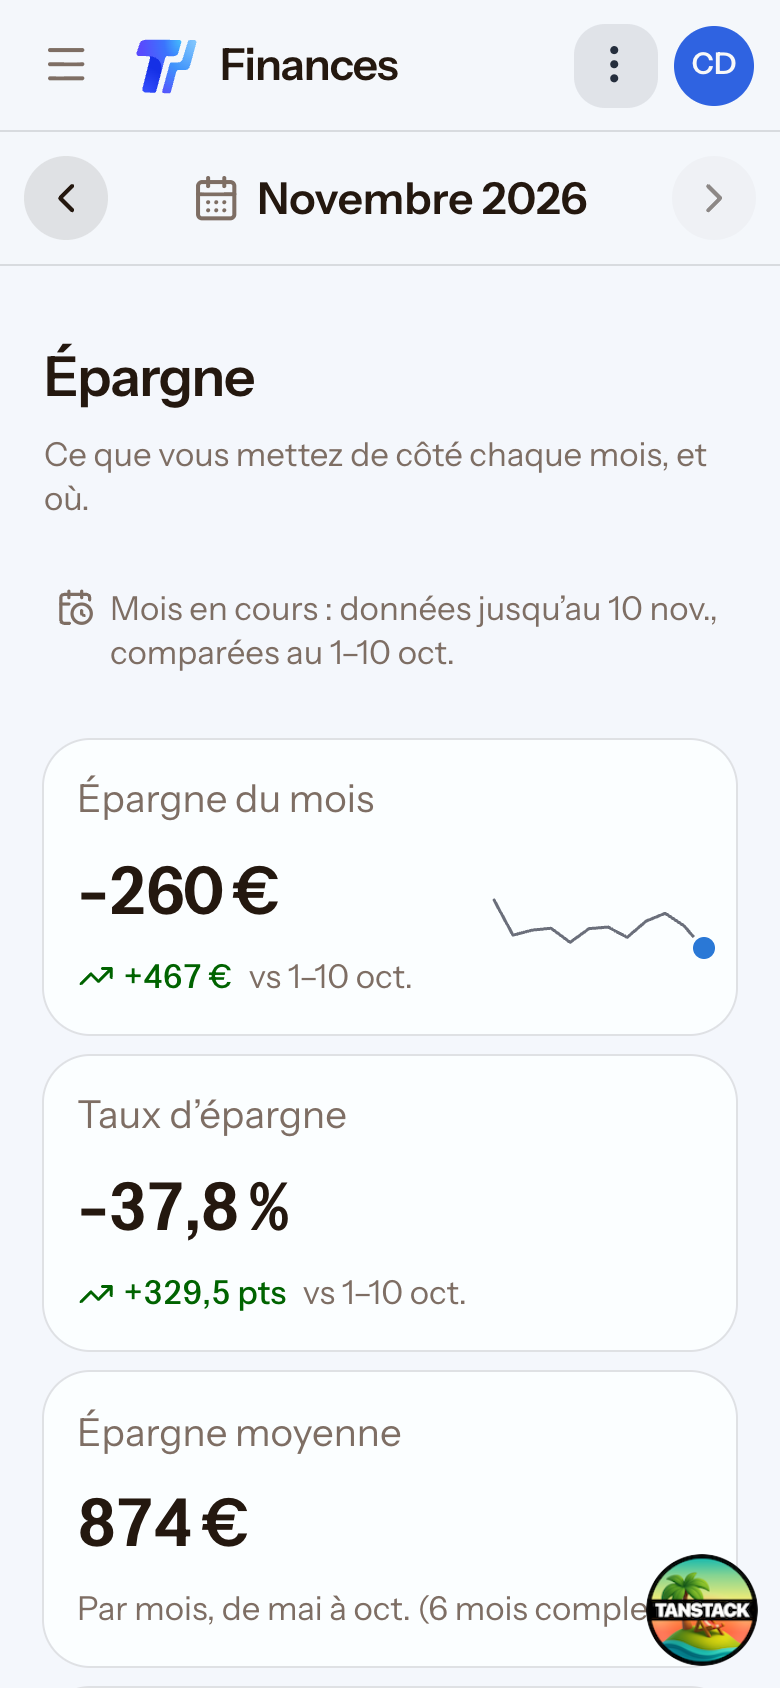 Finances
CD
Novembre 2026
Épargne
Ce que vous mettez de côté chaque mois, et
où.
Mois en cours : données jusqu’au 10 nov.,
comparées au 1–10 oct.
Épargne du mois
-260 €
+467 € vs 1–10 oct.
Taux d’épargne
-37,8 %
+329,5 pts vs 1–10 oct.
Épargne moyenne
874 €
Par mois, de mai à oct. (6 mois comple
TANSTACK